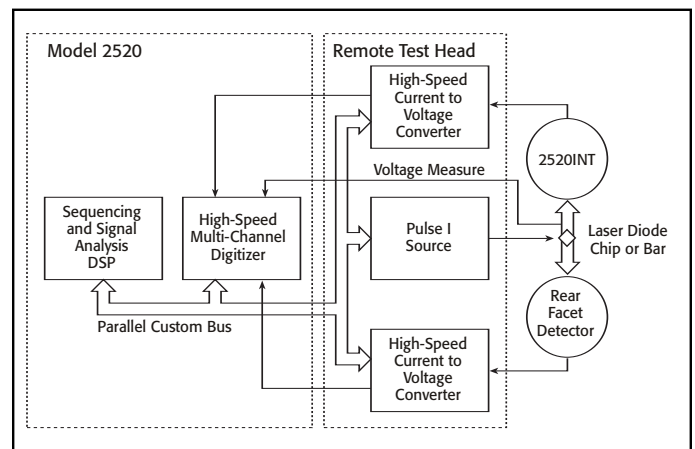 Model 2520
Remote Test Head
High-Speed
Current to
Voltage
Converter
2520INT
Voltage Measure
Sequencing
and Signal
Analysis
DSP
High-Speed
Multi-Channel
Digitizer
Pulse I
Source
Laser Diode
Chip or Bar
Parallel Custom Bus
Rear
Facet
Detector
High-Speed
Current to
Voltage
Converter